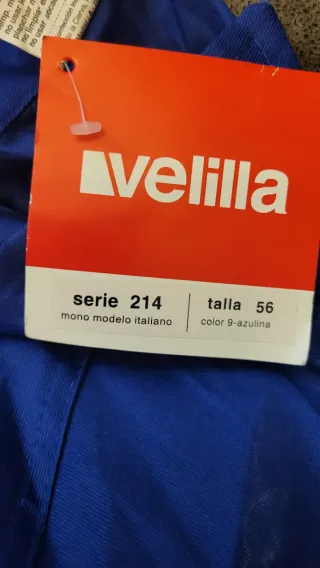 velilla
serie 214
mono modelo italiano
talla 56
color 9-azulina